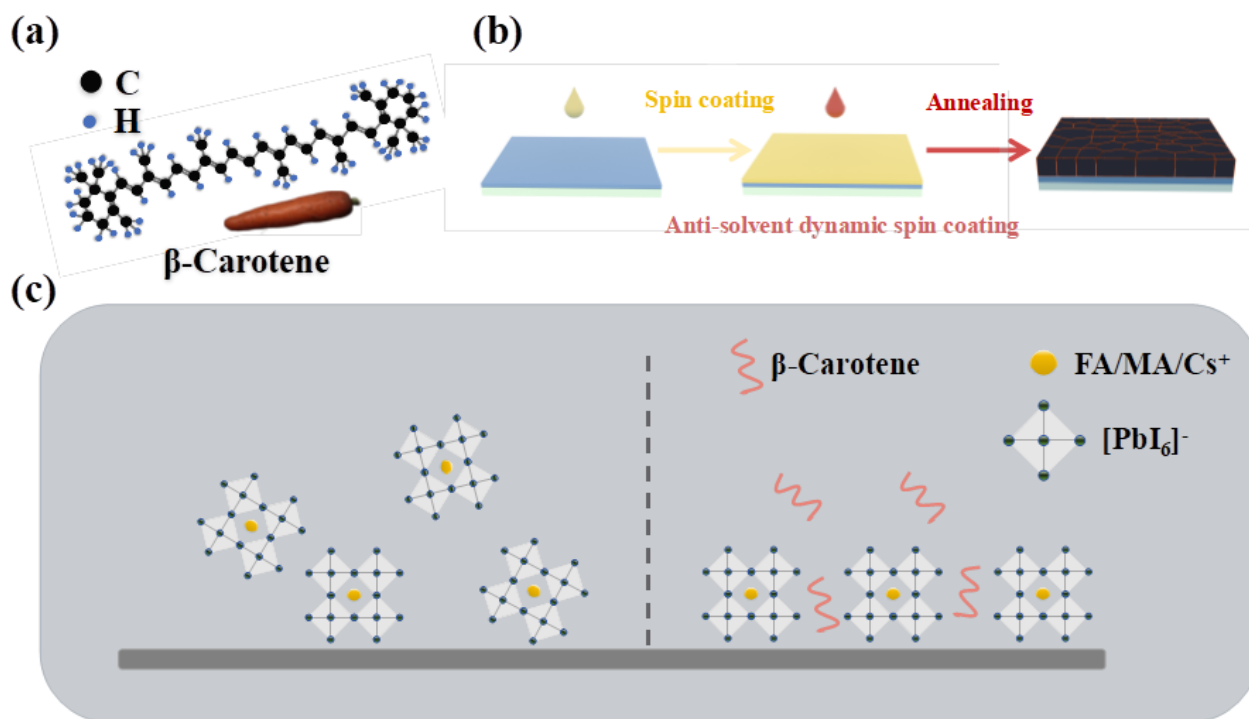 (a)
C
H
β-Carotene
(b)
Spin coating
Annealing
Anti-solvent dynamic spin coating
(c)
β-Carotene
FA/MA/Cs⁺
[PbI₆]⁻